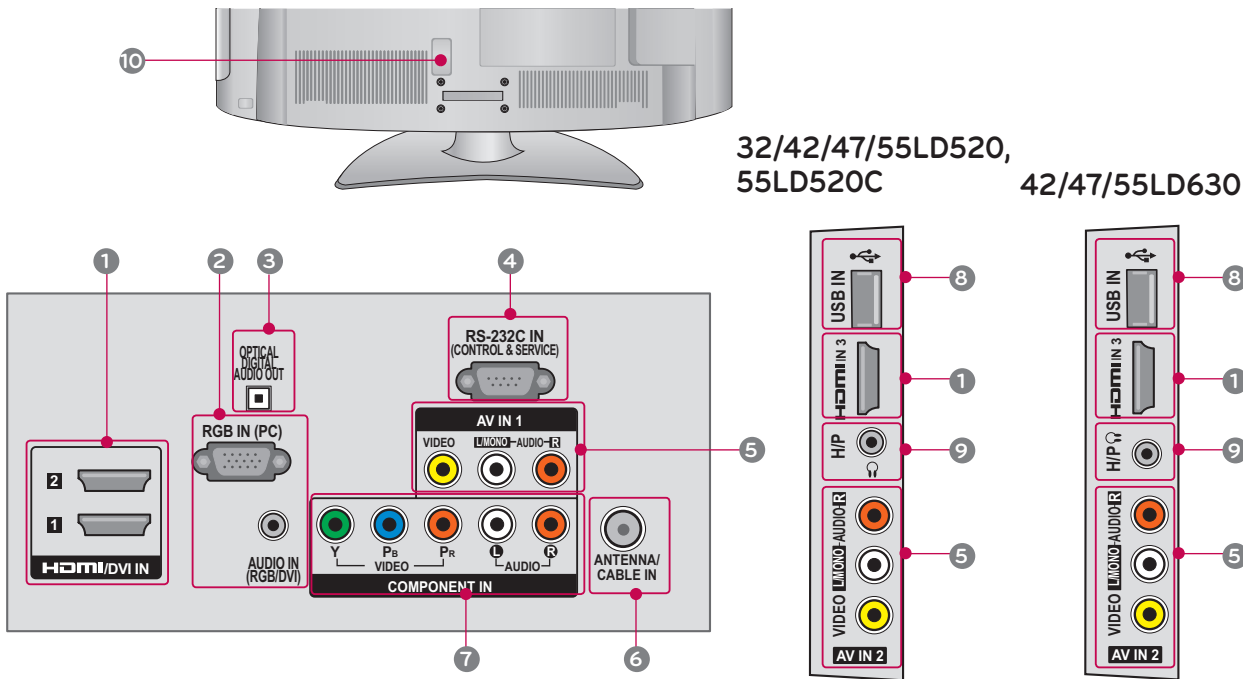 10
32/42/47/55LD520,
55LD520C
42/47/55LD630
1
2
3
4
OPTICAL
DIGITAL
AUDIO OUT
RS-232C IN
(CONTROL & SERVICE)
RGB IN (PC)
AV IN 1
VIDEO
L/MONO
AUDIO
R
5
2
1
HDMI/DVI IN
AUDIO IN
(RGB/DVI)
Y
PB
PR
L
R
VIDEO
AUDIO
COMPONENT IN
ANTENNA/
CABLE IN
7
6
USB IN
8
HDMI IN 3
1
H/P
9
VIDEO L/MONO AUDIO R
5
AV IN 2
USB IN
8
HDMI IN 3
1
H/P
9
VIDEO L/MONO AUDIO R
5
AV IN 2